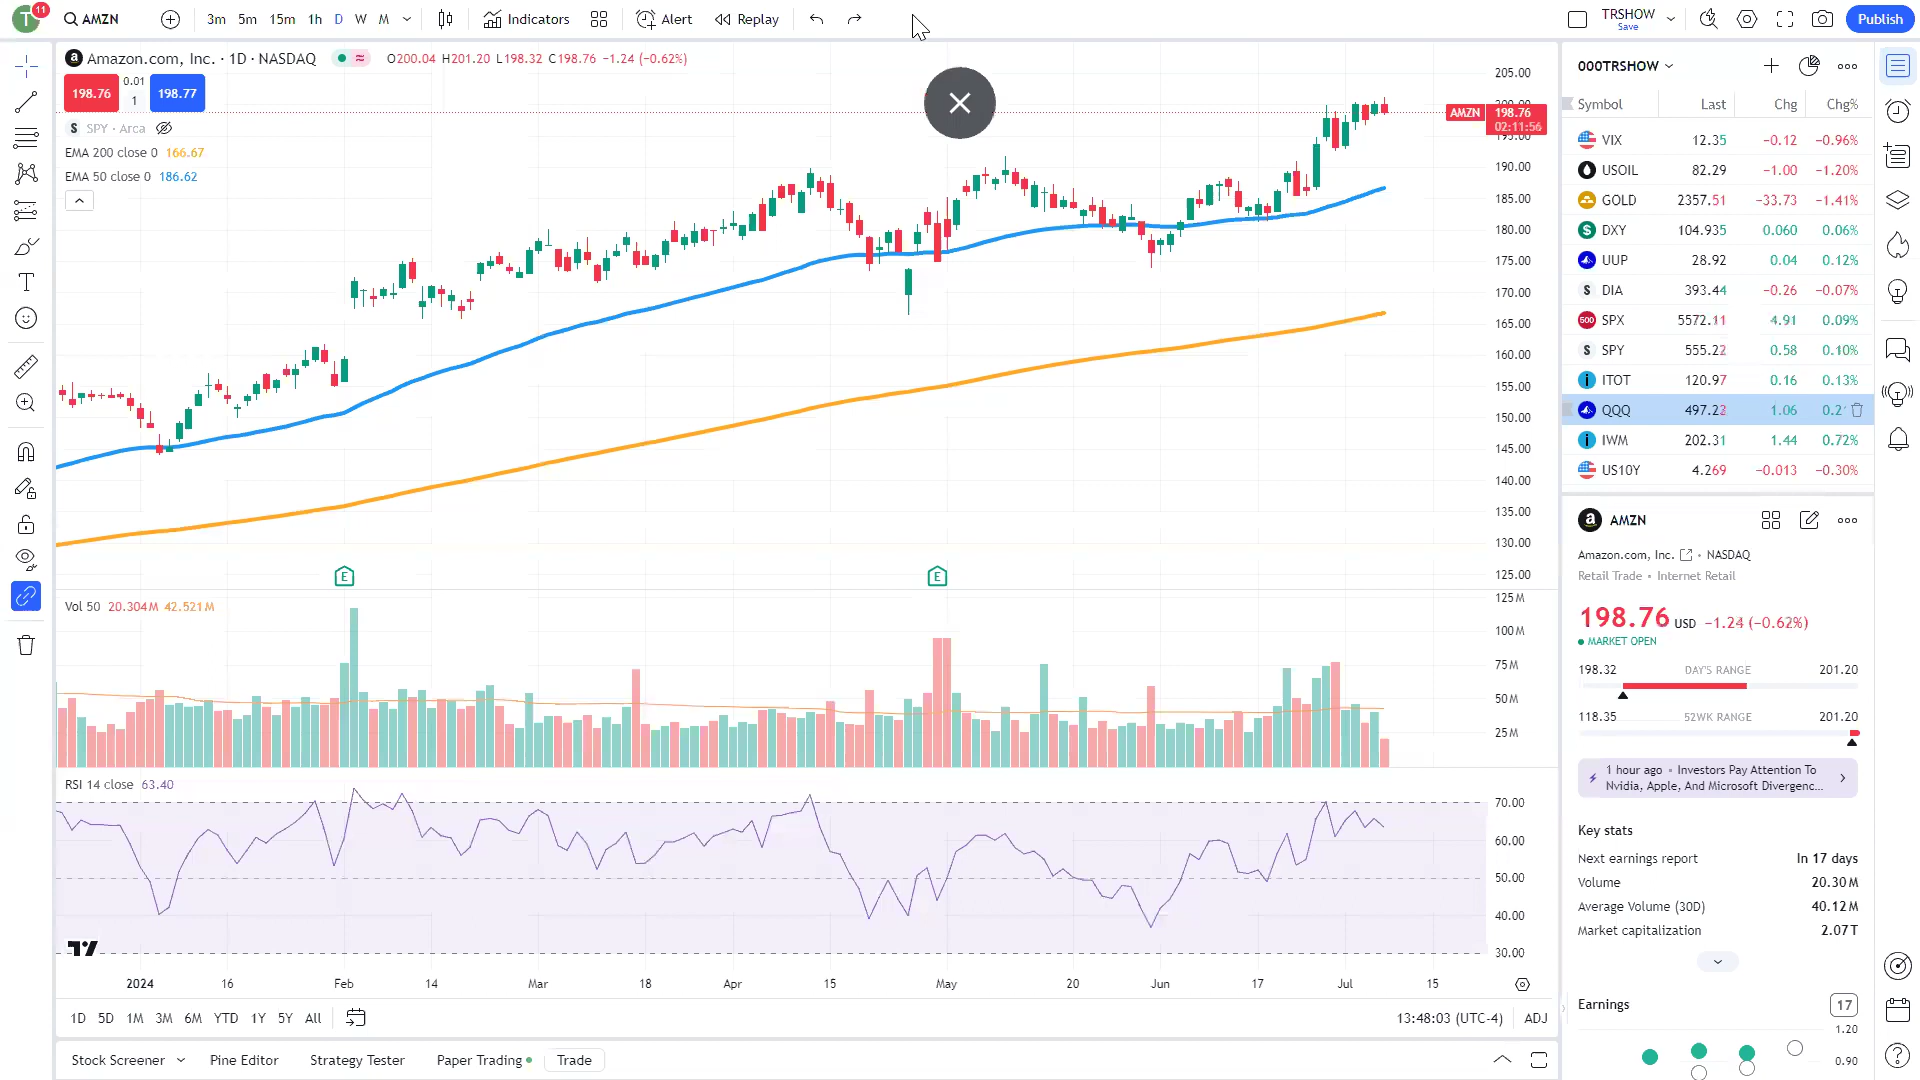 T 11 AMZN 3m 5m 15m 1h D W M Indicators Alert Replay TRSHOW Save Publish
a Amazon.com, Inc. · 1D · NASDAQ O200.04 H201.20 L198.32 C198.76 −1.24 (−0.62%)
198.76 0.01 1 198.77
S SPY · Arca
EMA 200 close 0 166.67
EMA 50 close 0 186.62
205.00
AMZN 198.76
02:11:56
190.00
185.00
180.00
175.00
170.00
165.00
160.00
155.00
150.00
145.00
140.00
135.00
130.00
125.00
E E
Vol 50 20.304M 42.521M
125M
100M
75M
50M
25M
RSI 14 close 63.40
70.00
60.00
50.00
40.00
30.00
2024 16 Feb 14 Mar 18 Apr 15 May 20 Jun 17 Jul 15
1D 5D 1M 3M 6M YTD 1Y 5Y All 13:48:03 (UTC-4) ADJ
Stock Screener Pine Editor Strategy Tester Paper Trading Trade
000TRSHOW
Symbol Last Chg Chg%
VIX 12.35 −0.12 −0.96%
USOIL 82.29 −1.00 −1.20%
GOLD 2357.51 −33.73 −1.41%
$ DXY 104.935 0.060 0.06%
UUP 28.92 0.04 0.12%
S DIA 393.44 −0.26 −0.07%
500 SPX 5572.11 4.91 0.09%
S SPY 555.22 0.58 0.10%
i ITOT 120.97 0.16 0.13%
QQQ 497.22 1.06
i IWM 202.31 1.44 0.72%
US10Y 4.269 −0.013 −0.30%
a AMZN
Amazon.com, Inc. • NASDAQ
Retail Trade • Internet Retail
198.76 USD −1.24 (−0.62%)
MARKET OPEN
198.32 DAY'S RANGE 201.20
118.35 52WK RANGE 201.20
1 hour ago • Investors Pay Attention To
Nvidia, Apple, And Microsoft Divergenc...
Key stats
Next earnings report In 17 days
Volume 20.30M
Average Volume (30D) 40.12M
Market capitalization 2.07T
Earnings 17
1.20
0.90